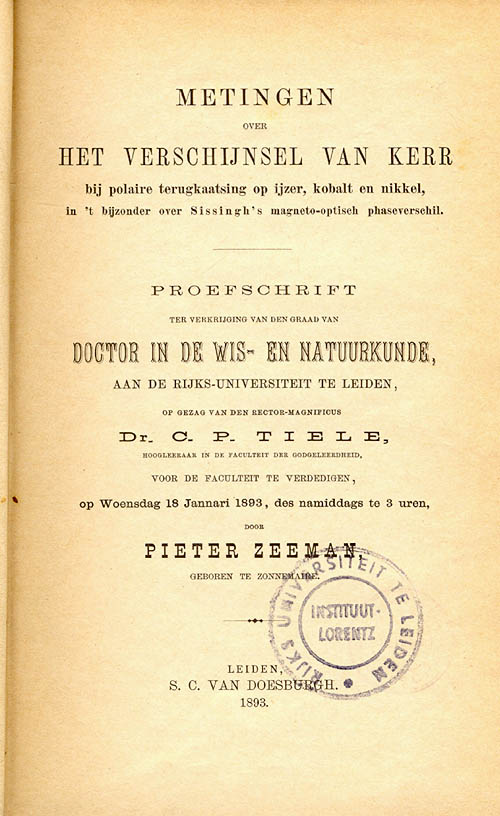 METINGEN
OVER
HET VERSCHIJNSEL VAN KERR
bij polaire terugkaatsing op ijzer, kobalt en nikkel,
in 't bijzonder over Sissingh's magneto-optisch phaseverschil.
PROEFSCHRIFT
TER VERKRIJGING VAN DEN GRAAD VAN
DOCTOR IN DE WIS- EN NATUURKUNDE,
AAN DE RIJKS-UNIVERSITEIT TE LEIDEN,
OP GEZAG VAN DEN RECTOR-MAGNIFICUS
Dr. C. P. TIELE,
HOOGLEERAAR IN DE FACULTEIT DER GODGELEERDHEID,
VOOR DE FACULTEIT TE VERDEDIGEN,
op Woensdag 18 Jannari 1893, des namiddags te 3 uren,
DOOR
PIETER ZEEMAN,
GEBOREN TE ZONNEMAIRE.
RIJKS UNIVERSITEIT TE LEIDEN
INSTITUUT-
LORENTZ
LEIDEN,
S. C. VAN DOESBURGH.
1893.